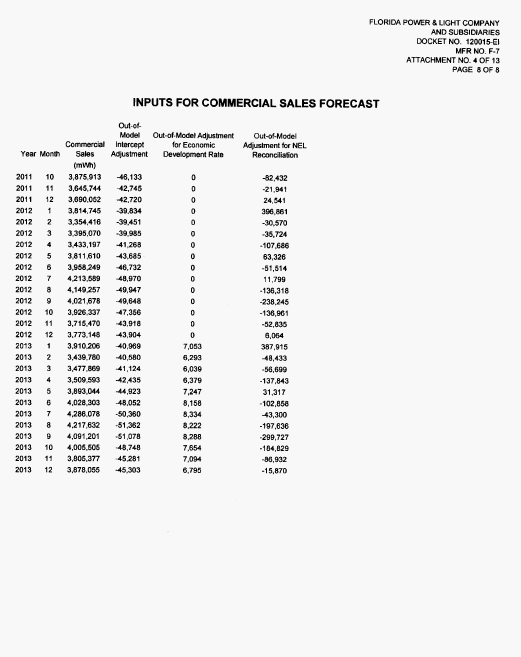 FLORIDA POWER & LIGHT COMPANY
AND SUBSIDIARIES
DOCKET NO. 120015-EI
MFR NO. F-7
ATTACHMENT NO. 4 OF 13
PAGE 8 OF 8
INPUTS FOR COMMERCIAL SALES FORECAST
Out-of-
Model Out-of-Model Adjustment Out-of-Model
Commercial Intercept for Economic Adjustment for NEL
Year Month Sales Adjustment Development Rate Reconciliation
(mWh)
2011 10 3,875,913 -46,133 0 -82,432
2011 11 3,645,744 -42,745 0 -21,941
2011 12 3,690,052 -42,720 0 24,541
2012 1 3,814,745 -39,834 0 396,861
2012 2 3,354,416 -39,451 0 -30,570
2012 3 3,395,070 -39,985 0 -35,724
2012 4 3,433,197 -41,268 0 -107,686
2012 5 3,811,610 -43,685 0 63,326
2012 6 3,958,249 -46,732 0 -51,514
2012 7 4,213,589 -48,970 0 11,799
2012 8 4,149,257 -49,947 0 -136,318
2012 9 4,021,678 -49,648 0 -238,245
2012 10 3,926,337 -47,356 0 -136,961
2012 11 3,715,470 -43,918 0 -52,635
2012 12 3,773,148 -43,904 0 6,064
2013 1 3,910,206 -40,969 7,053 387,915
2013 2 3,439,780 -40,580 6,293 -48,433
2013 3 3,477,869 -41,124 6,039 -56,699
2013 4 3,509,593 -42,435 6,379 -137,843
2013 5 3,893,044 -44,923 7,247 31,317
2013 6 4,028,303 -48,052 8,158 -102,858
2013 7 4,286,078 -50,360 8,334 -43,300
2013 8 4,217,632 -51,362 8,222 -197,636
2013 9 4,091,201 -51,078 8,288 -299,727
2013 10 4,005,505 -48,748 7,654 -184,829
2013 11 3,805,377 -45,281 7,094 -86,932
2013 12 3,878,055 -45,303 6,795 -15,870